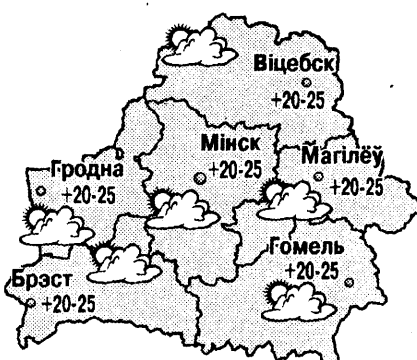 Віцебск
+20-25
Мінск
+20-25
Магілёў
+20-25
Гродна
+20-25
Гомель
+20-25
Брэст
+20-25